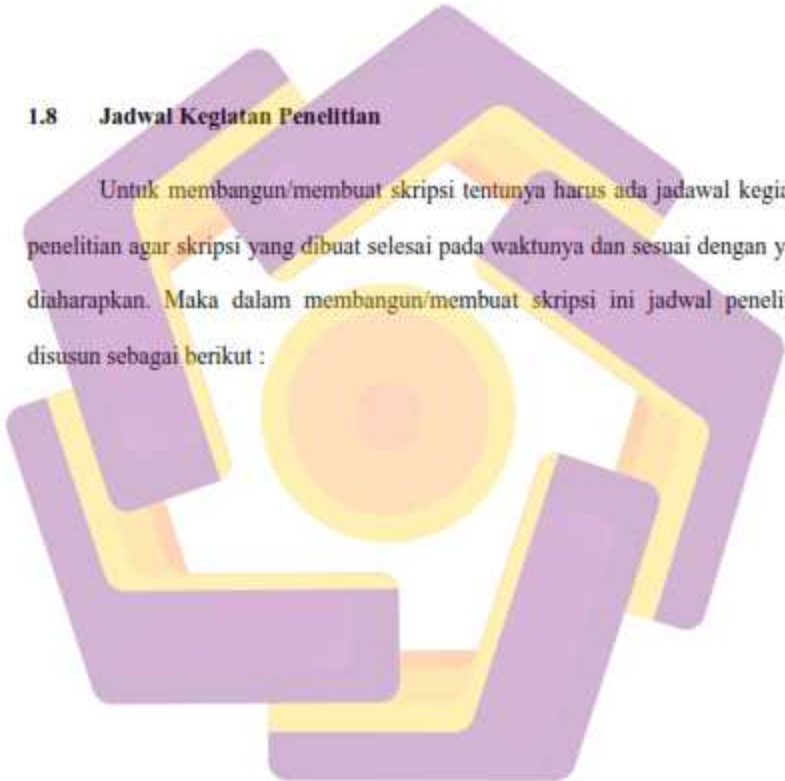 1.8 Jadwal Kegiatan Penelitian
Untuk membangun/membuat skripsi tentunya harus ada jadawal kegia
penelitian agar skripsi yang dibuat selesai pada waktunya dan sesuai dengan y
diaharapkan. Maka dalam membangun/membuat skripsi ini jadwal penelit
disusun sebagai berikut :